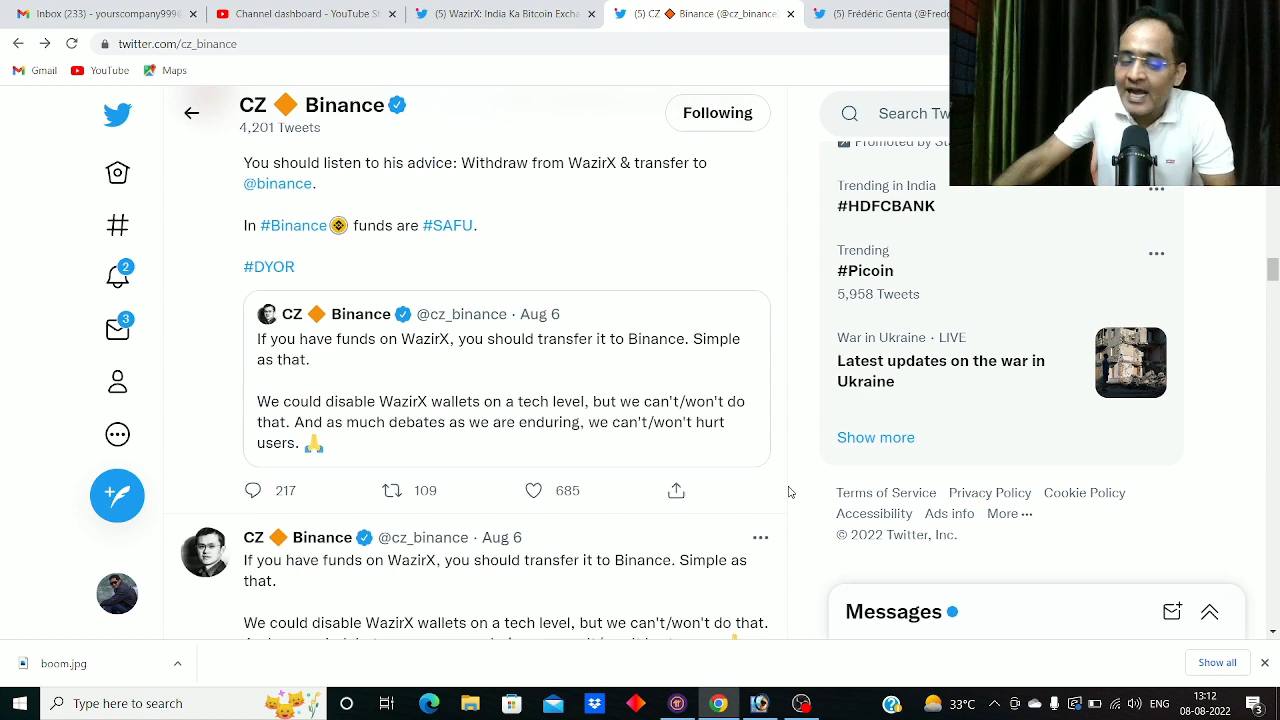 Inbox (233) - yourcompany999@
Channel dashboard - YouTube St
(5) WazirX: India Ka Bitcoin Excha
(5) CZ 🔶 Binance (@cz_binance
(5) Frédéric Genta (@Fred
twitter.com/cz_binance
Gmail
YouTube
Maps
CZ 🔶 Binance
4,201 Tweets
Following
Search Tw
You should listen to his advice: Withdraw from WazirX & transfer to
@binance.
In #Binance funds are #SAFU.
#DYOR
CZ 🔶 Binance @cz_binance · Aug 6
If you have funds on WazirX, you should transfer it to Binance. Simple
as that.
We could disable WazirX wallets on a tech level, but we can't/won't do
that. And as much debates as we are enduring, we can't/won't hurt
users. 🙏
217
109
685
CZ 🔶 Binance @cz_binance · Aug 6
If you have funds on WazirX, you should transfer it to Binance. Simple as
that.
We could disable WazirX wallets on a tech level, but we can't/won't do that.
2
3
Trending in India
#HDFCBANK
Trending
#Picoin
5,958 Tweets
War in Ukraine · LIVE
Latest updates on the war in
Ukraine
Show more
Terms of Service Privacy Policy Cookie Policy
Accessibility Ads info More ···
© 2022 Twitter, Inc.
Messages
boom.jpg
Show all
Type here to search
33°C
13:12
08-08-2022
3